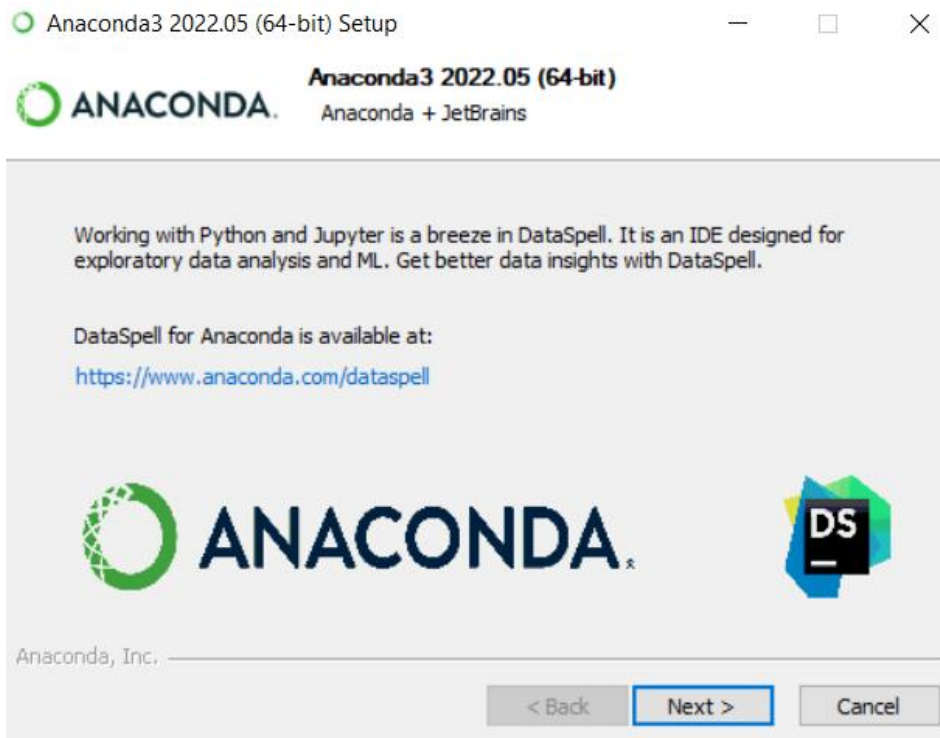 Anaconda3 2022.05 (64-bit) Setup
ANACONDA.
Anaconda3 2022.05 (64-bit)
Anaconda + JetBrains
Working with Python and Jupyter is a breeze in DataSpell. It is an IDE designed for
exploratory data analysis and ML. Get better data insights with DataSpell.
DataSpell for Anaconda is available at:
https://www.anaconda.com/dataspell
ANACONDA.
DS
Anaconda, Inc.
< Back Next > Cancel